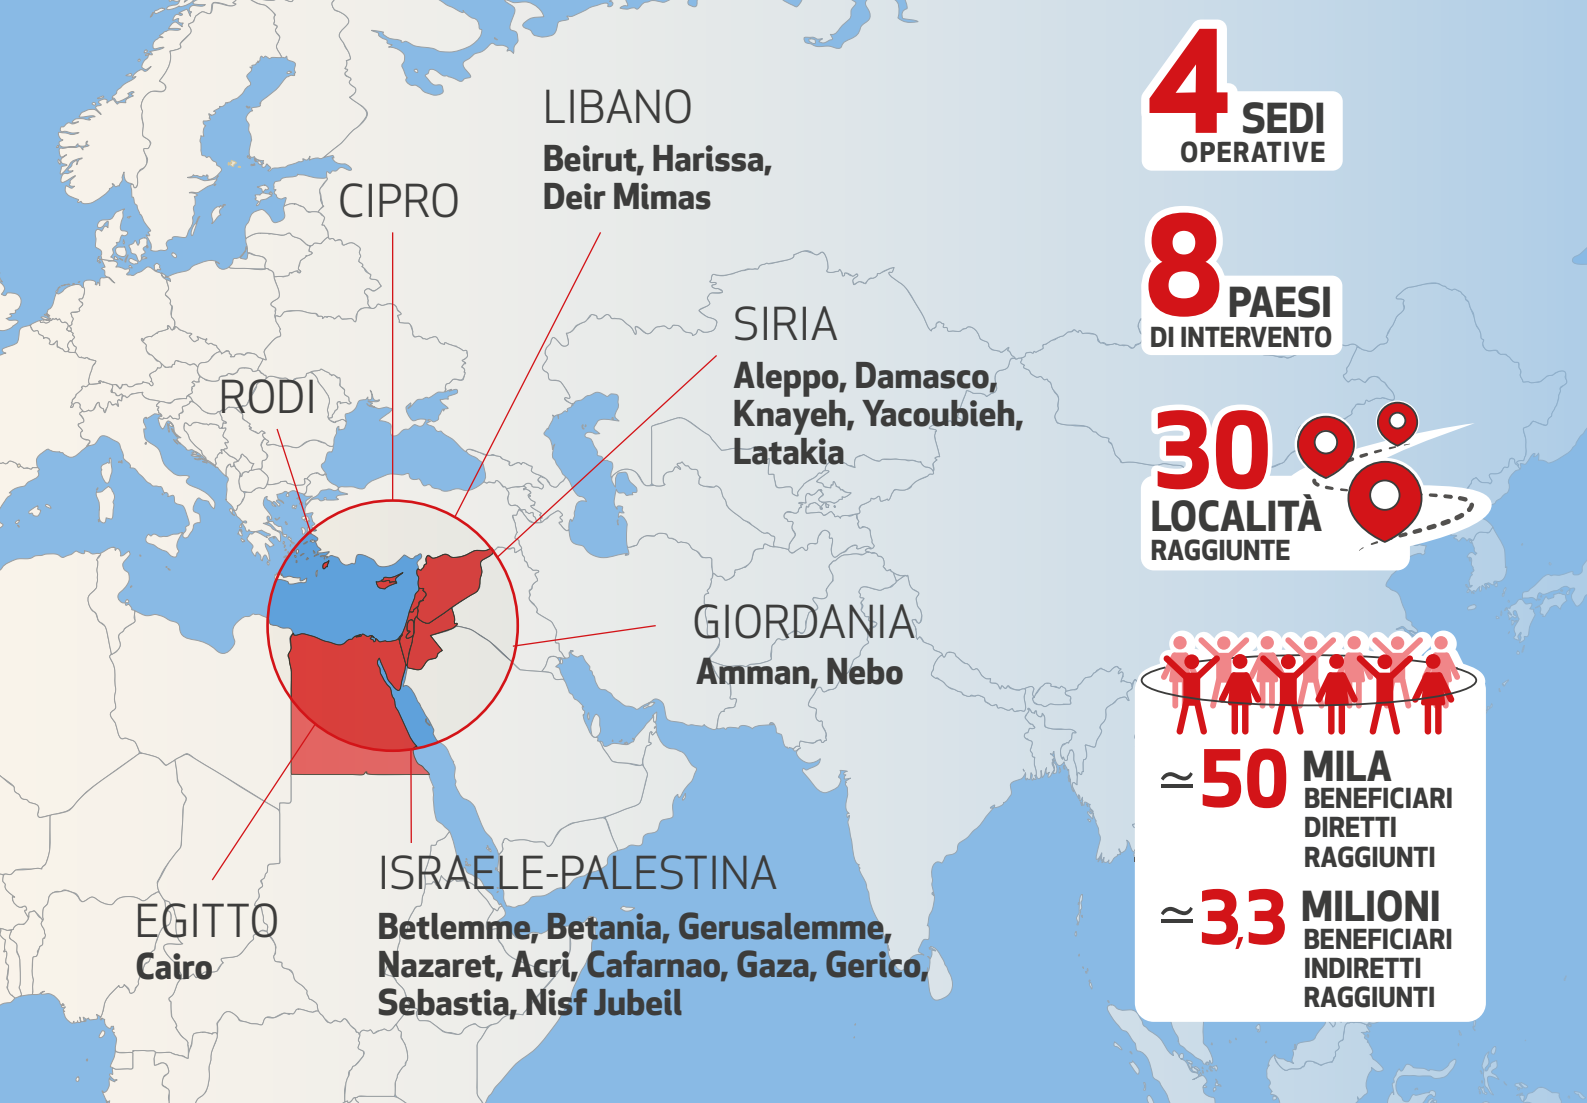 LIBANO
Beirut, Harissa,
Deir Mimas
CIPRO
SIRIA
Aleppo, Damasco,
Knayeh, Yacoubieh,
Latakia
RODI
GIORDANIA
Amman, Nebo
ISRAELE-PALESTINA
Betlemme, Betania, Gerusalemme,
Nazaret, Acri, Cafarnao, Gaza, Gerico,
Sebastia, Nisf Jubeil
EGITTO
Cairo
4 SEDI
OPERATIVE
8 PAESI
DI INTERVENTO
30
LOCALITÀ
RAGGIUNTE
≃50 MILA
BENEFICIARI
DIRETTI
RAGGIUNTI
≃3,3 MILIONI
BENEFICIARI
INDIRETTI
RAGGIUNTI